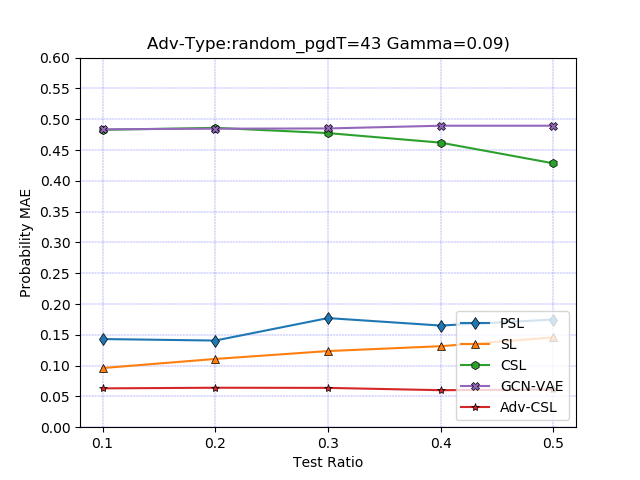 Adv-Type:random_pgdT=43 Gamma=0.09)
0.60
0.55
0.50
0.45
0.40
0.35
0.30
0.25
0.20
0.15
0.10
0.05
0.00
Probability MAE
PSL
SL
CSL
GCN-VAE
Adv-CSL
0.1 0.2 0.3 0.4 0.5
Test Ratio